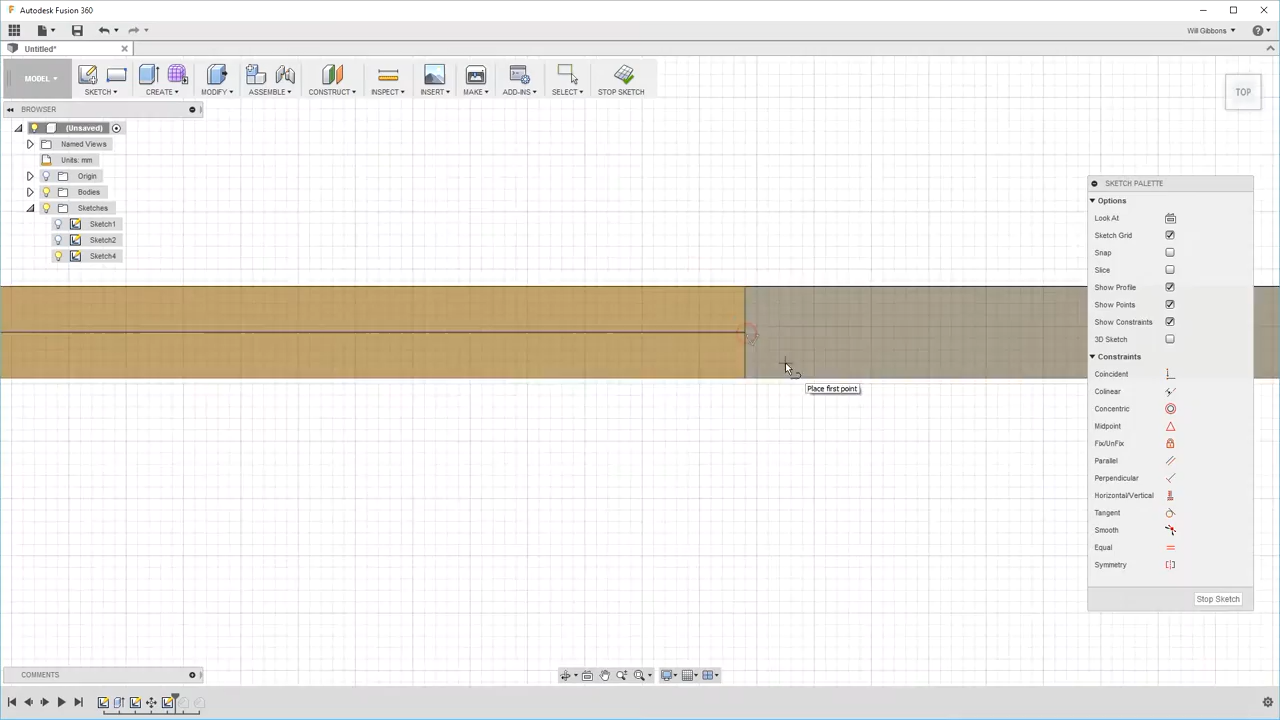 Autodesk Fusion 360
Will Gibbons
Untitled*
MODEL
SKETCH
CREATE
MODIFY
ASSEMBLE
CONSTRUCT
INSPECT
INSERT
MAKE
ADD-INS
SELECT
STOP SKETCH
TOP
BROWSER
(Unsaved)
Named Views
Units: mm
Origin
Bodies
Sketches
Sketch1
Sketch2
Sketch4
Place first point
SKETCH PALETTE
Options
Look At
Sketch Grid
Snap
Slice
Show Profile
Show Points
Show Constraints
3D Sketch
Constraints
Coincident
Colinear
Concentric
Midpoint
Fix/UnFix
Parallel
Perpendicular
Horizontal/Vertical
Tangent
Smooth
Equal
Symmetry
Stop Sketch
COMMENTS